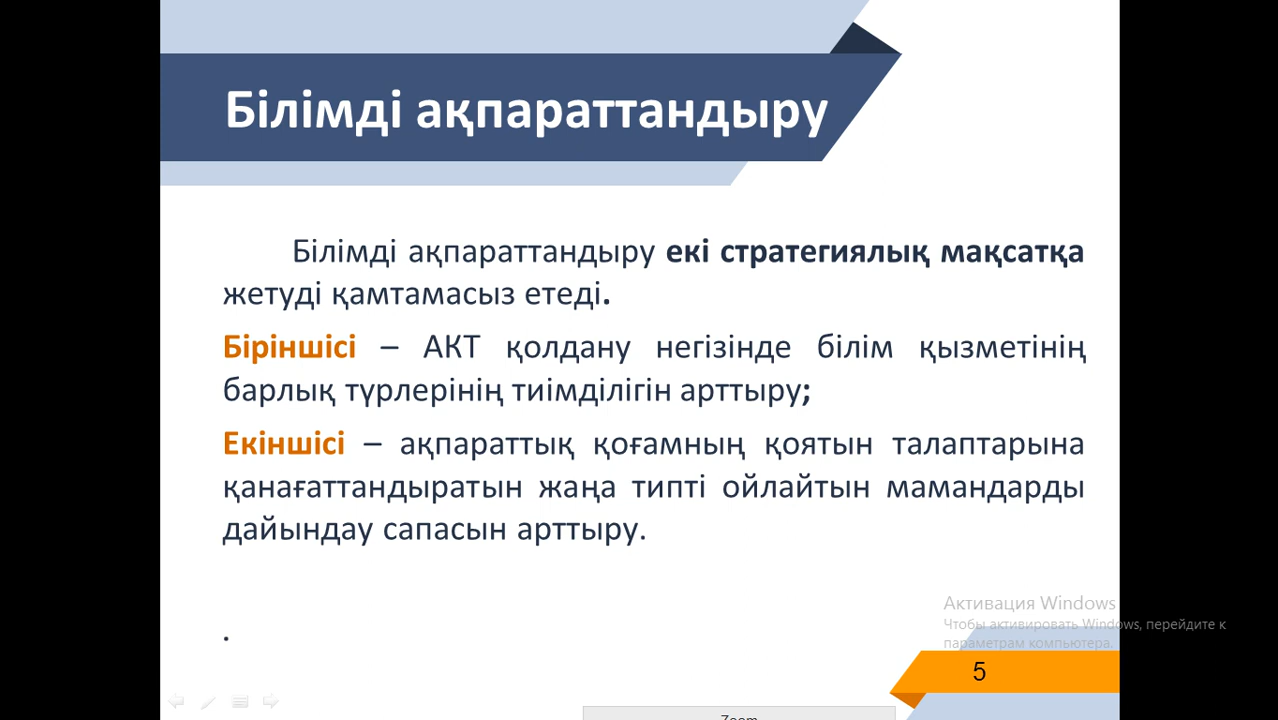 Білімді ақпараттандыру
Білімді ақпараттандыру екі стратегиялық мақсатқа
жетуді қамтамасыз етеді.
Біріншісі – АКТ қолдану негізінде білім қызметінің
барлық түрлерінің тиімділігін арттыру;
Екіншісі – ақпараттық қоғамның қоятын талаптарына
қанағаттандыратын жаңа типті ойлайтын мамандарды
дайындау сапасын арттыру.
.
Активация Windows
Чтобы активировать Windows, перейдите к
параметрам компьютера.
5
Zoom